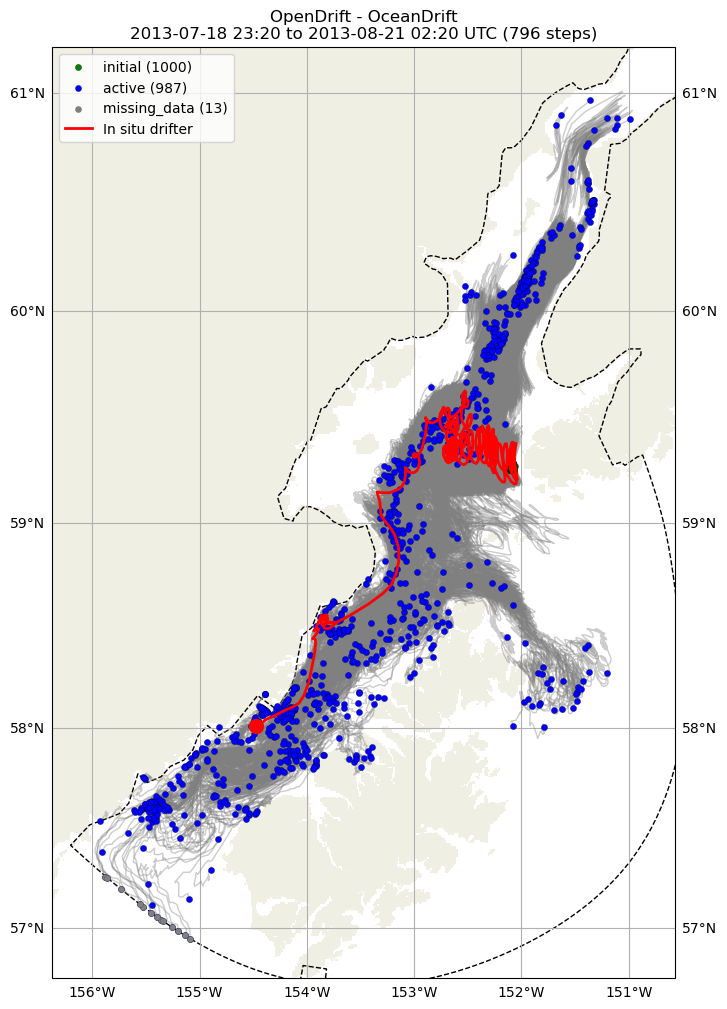 OpenDrift - OceanDrift
2013-07-18 23:20 to 2013-08-21 02:20 UTC (796 steps)
initial (1000)
active (987)
missing_data (13)
In situ drifter
61°N
61°N
60°N
60°N
59°N
59°N
58°N
58°N
57°N
57°N
156°W
155°W
154°W
153°W
152°W
151°W